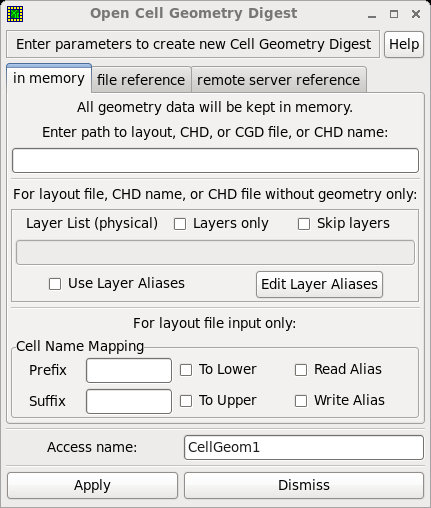 Open Cell Geometry Digest
Enter parameters to create new Cell Geometry Digest Help
in memory file reference remote server reference
All geometry data will be kept in memory.
Enter path to layout, CHD, or CGD file, or CHD name:
For layout file, CHD name, or CHD file without geometry only:
Layer List (physical) Layers only Skip layers
Use Layer Aliases Edit Layer Aliases
For layout file input only:
Cell Name Mapping
Prefix To Lower Read Alias
Suffix To Upper Write Alias
Access name: CellGeom1
Apply Dismiss